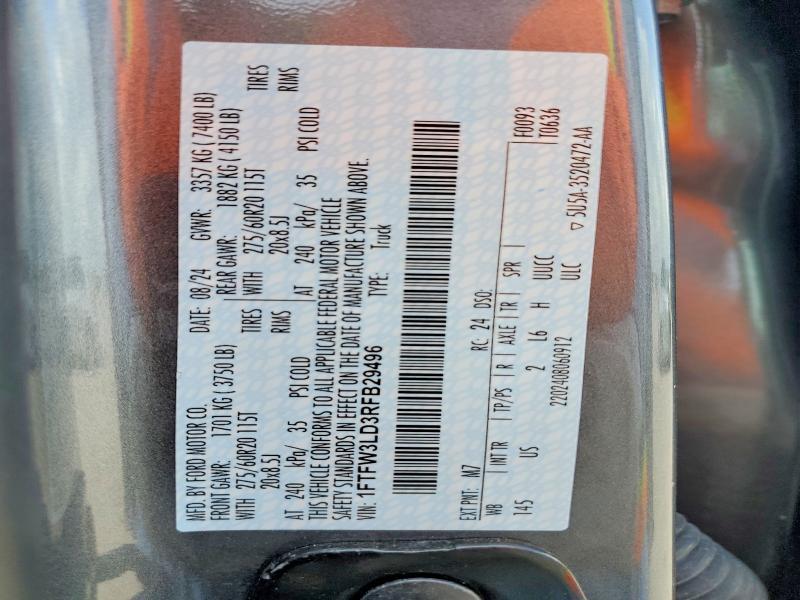 MFD. BY FORD MOTOR CO.
DATE: 08/24 GVWR: 3357 KG ( 7400 LB)
FRONT GAWR: 1701 KG ( 3750 LB) REAR GAWR: 1882 KG ( 4150 LB)
WITH 275/60R20 115T TIRES WITH 275/60R20 115T TIRES
20x8.5J RIMS 20x8.5J RIMS
AT 240 kPa/ 35 PSI COLD AT 240 kPa/ 35 PSI COLD
THIS VEHICLE CONFORMS TO ALL APPLICABLE FEDERAL MOTOR VEHICLE
SAFETY STANDARDS IN EFFECT ON THE DATE OF MANUFACTURE SHOWN ABOVE.
VIN: 1FTFW3LD3RFB29496 TYPE: Truck
EXT PNT: M7 RC: 24 DSO: F0093
WB INT TR TP/PS R AXLE TR SPR T0636
145 US 2 L6 H UUCC
2202408060912 ULC ▽ 5U5A-3520472-AA